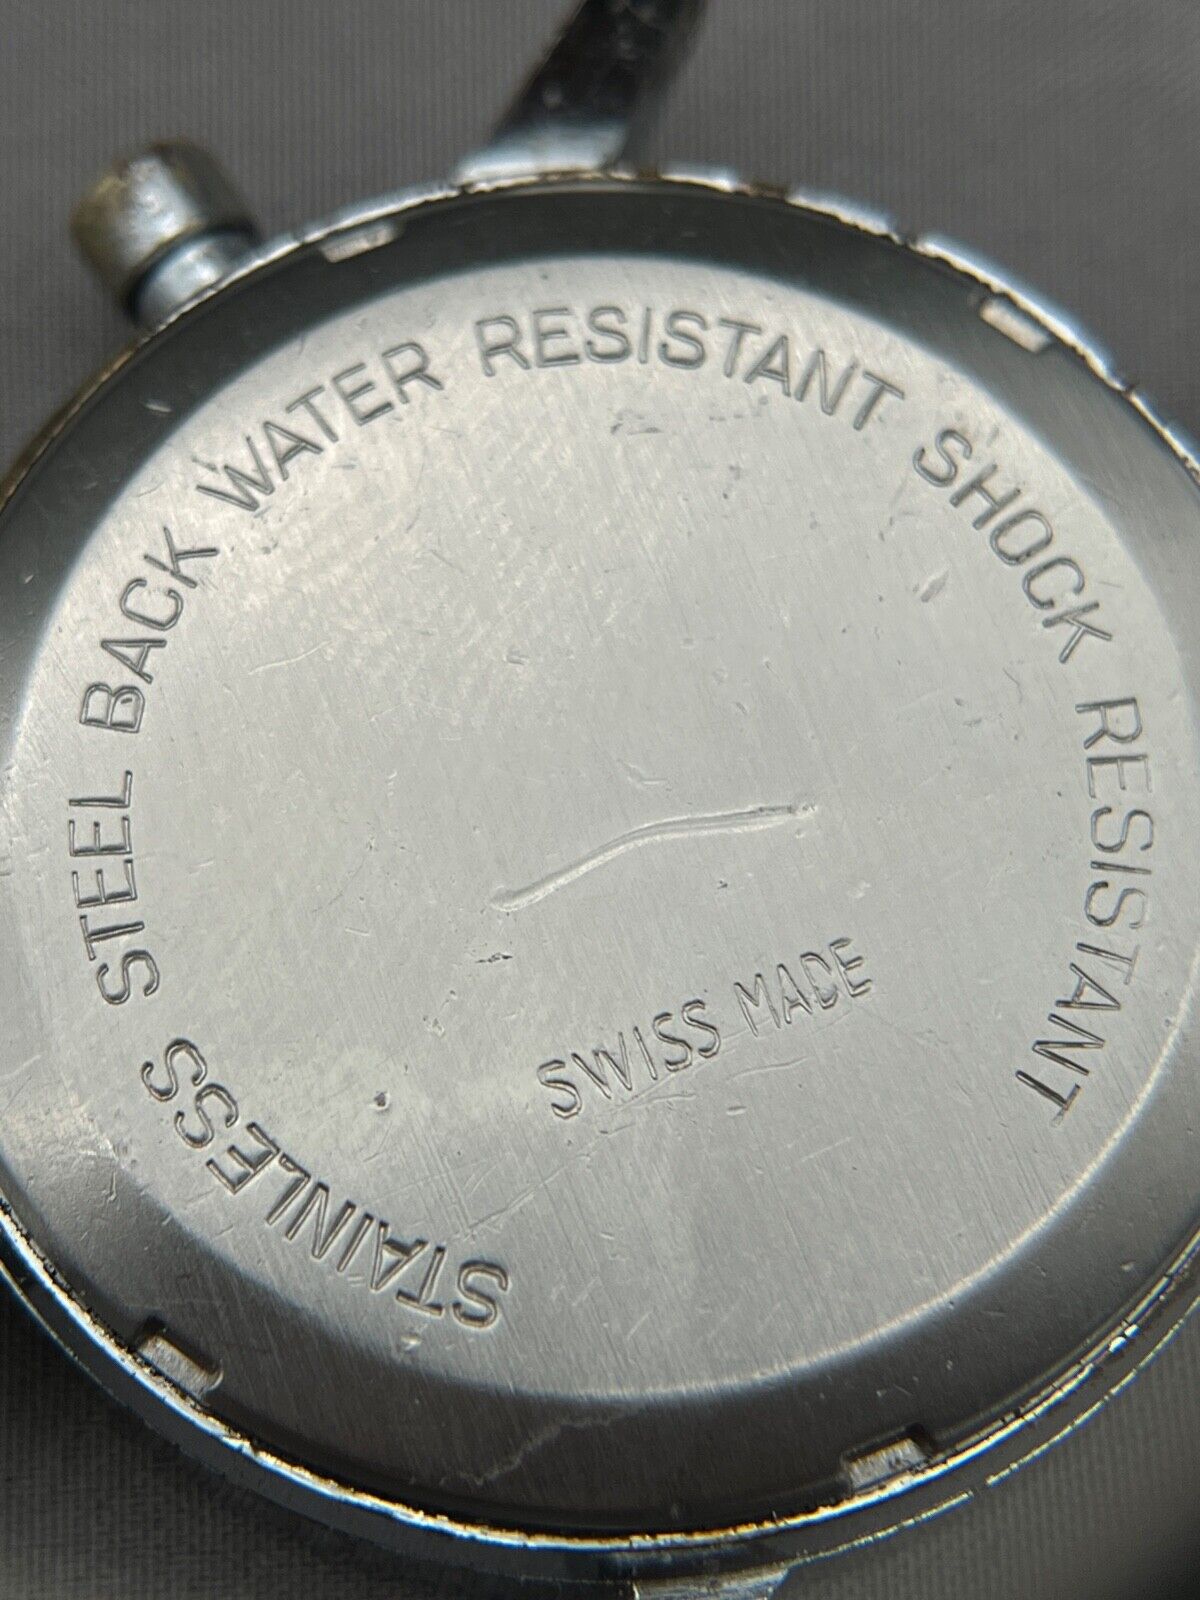 STAINLESS STEEL BACK WATER RESISTANT SHOCK RESISTANT
SWISS MADE